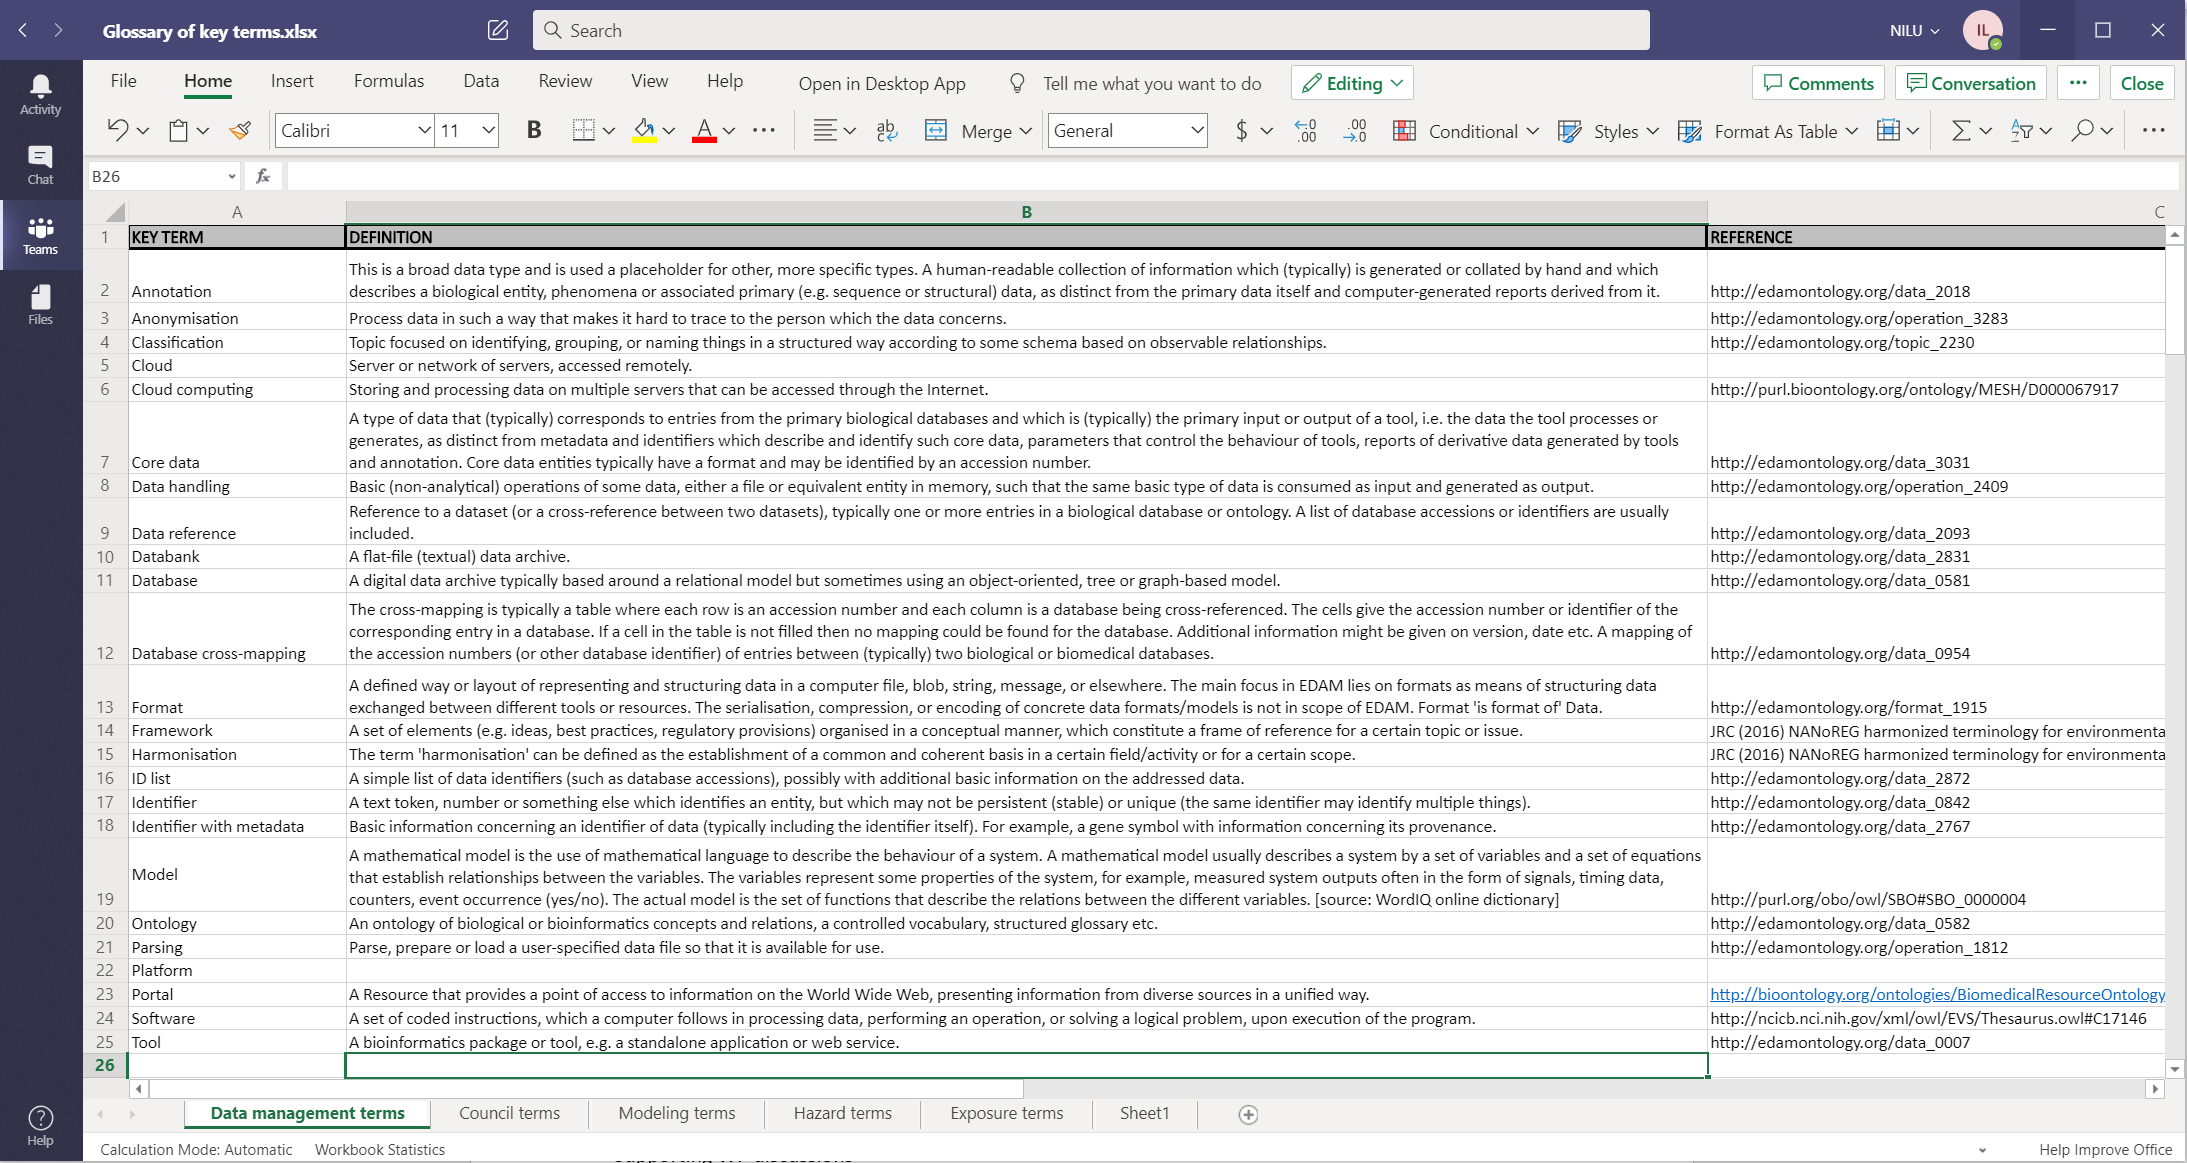 Glossary of key terms.xlsx
Search
NILU
IL
Activity
Chat
Teams
Files
Help
File Home Insert Formulas Data Review View Help Open in Desktop App Tell me what you want to do Editing Comments Conversation ... Close
Calibri 11 B A ... ab Merge General $ Conditional Styles Format As Table ...
B26 fx
A B C
1 KEY TERM DEFINITION REFERENCE
This is a broad data type and is used a placeholder for other, more specific types. A human-readable collection of information which (typically) is generated or collated by hand and which
2 Annotation describes a biological entity, phenomena or associated primary (e.g. sequence or structural) data, as distinct from the primary data itself and computer-generated reports derived from it. http://edamontology.org/data_2018
3 Anonymisation Process data in such a way that makes it hard to trace to the person which the data concerns. http://edamontology.org/operation_3283
4 Classification Topic focused on identifying, grouping, or naming things in a structured way according to some schema based on observable relationships. http://edamontology.org/topic_2230
5 Cloud Server or network of servers, accessed remotely.
6 Cloud computing Storing and processing data on multiple servers that can be accessed through the Internet. http://purl.bioontology.org/ontology/MESH/D000067917
A type of data that (typically) corresponds to entries from the primary biological databases and which is (typically) the primary input or output of a tool, i.e. the data the tool processes or
generates, as distinct from metadata and identifiers which describe and identify such core data, parameters that control the behaviour of tools, reports of derivative data generated by tools
7 Core data and annotation. Core data entities typically have a format and may be identified by an accession number. http://edamontology.org/data_3031
8 Data handling Basic (non-analytical) operations of some data, either a file or equivalent entity in memory, such that the same basic type of data is consumed as input and generated as output. http://edamontology.org/operation_2409
Reference to a dataset (or a cross-reference between two datasets), typically one or more entries in a biological database or ontology. A list of database accessions or identifiers are usually
9 Data reference included. http://edamontology.org/data_2093
10 Databank A flat-file (textual) data archive. http://edamontology.org/data_2831
11 Database A digital data archive typically based around a relational model but sometimes using an object-oriented, tree or graph-based model. http://edamontology.org/data_0581
The cross-mapping is typically a table where each row is an accession number and each column is a database being cross-referenced. The cells give the accession number or identifier of the
corresponding entry in a database. If a cell in the table is not filled then no mapping could be found for the database. Additional information might be given on version, date etc. A mapping of
12 Database cross-mapping the accession numbers (or other database identifier) of entries between (typically) two biological or biomedical databases. http://edamontology.org/data_0954
A defined way or layout of representing and structuring data in a computer file, blob, string, message, or elsewhere. The main focus in EDAM lies on formats as means of structuring data
13 Format exchanged between different tools or resources. The serialisation, compression, or encoding of concrete data formats/models is not in scope of EDAM. Format 'is format of' Data. http://edamontology.org/format_1915
14 Framework A set of elements (e.g. ideas, best practices, regulatory provisions) organised in a conceptual manner, which constitute a frame of reference for a certain topic or issue. JRC (2016) NANoREG harmonized terminology for environmenta
15 Harmonisation The term 'harmonisation' can be defined as the establishment of a common and coherent basis in a certain field/activity or for a certain scope. JRC (2016) NANoREG harmonized terminology for environmenta
16 ID list A simple list of data identifiers (such as database accessions), possibly with additional basic information on the addressed data. http://edamontology.org/data_2872
17 Identifier A text token, number or something else which identifies an entity, but which may not be persistent (stable) or unique (the same identifier may identify multiple things). http://edamontology.org/data_0842
18 Identifier with metadata Basic information concerning an identifier of data (typically including the identifier itself). For example, a gene symbol with information concerning its provenance. http://edamontology.org/data_2767
A mathematical model is the use of mathematical language to describe the behaviour of a system. A mathematical model usually describes a system by a set of variables and a set of equations
Model that establish relationships between the variables. The variables represent some properties of the system, for example, measured system outputs often in the form of signals, timing data,
19 counters, event occurrence (yes/no). The actual model is the set of functions that describe the relations between the different variables. [source: WordIQ online dictionary] http://purl.org/obo/owl/SBO#SBO_0000004
20 Ontology An ontology of biological or bioinformatics concepts and relations, a controlled vocabulary, structured glossary etc. http://edamontology.org/data_0582
21 Parsing Parse, prepare or load a user-specified data file so that it is available for use. http://edamontology.org/operation_1812
22 Platform
23 Portal A Resource that provides a point of access to information on the World Wide Web, presenting information from diverse sources in a unified way. http://bioontology.org/ontologies/BiomedicalResourceOntology
24 Software A set of coded instructions, which a computer follows in processing data, performing an operation, or solving a logical problem, upon execution of the program. http://ncicb.nci.nih.gov/xml/owl/EVS/Thesaurus.owl#C17146
25 Tool A bioinformatics package or tool, e.g. a standalone application or web service. http://edamontology.org/data_0007
26
Data management terms Council terms Modeling terms Hazard terms Exposure terms Sheet1
Calculation Mode: Automatic Workbook Statistics Help Improve Office